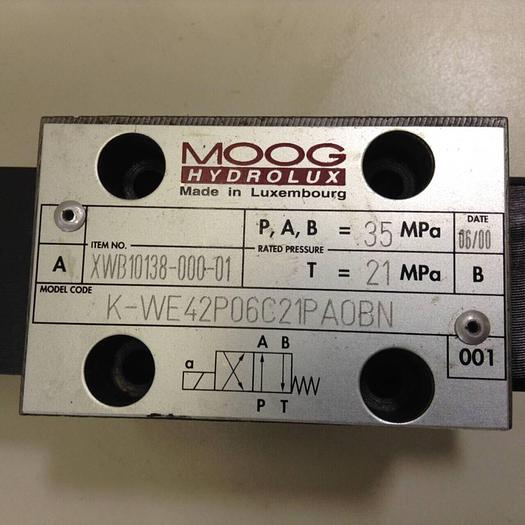 MOOG
HYDROLUX
Made in Luxembourg
P, A, B = 35 MPa
DATE
06/00
ITEM NO.
RATED PRESSURE
A XWB10138-000-01 T = 21 MPa B
MODEL CODE
K-WE42P06C21PA0BN
001
a A B
P T